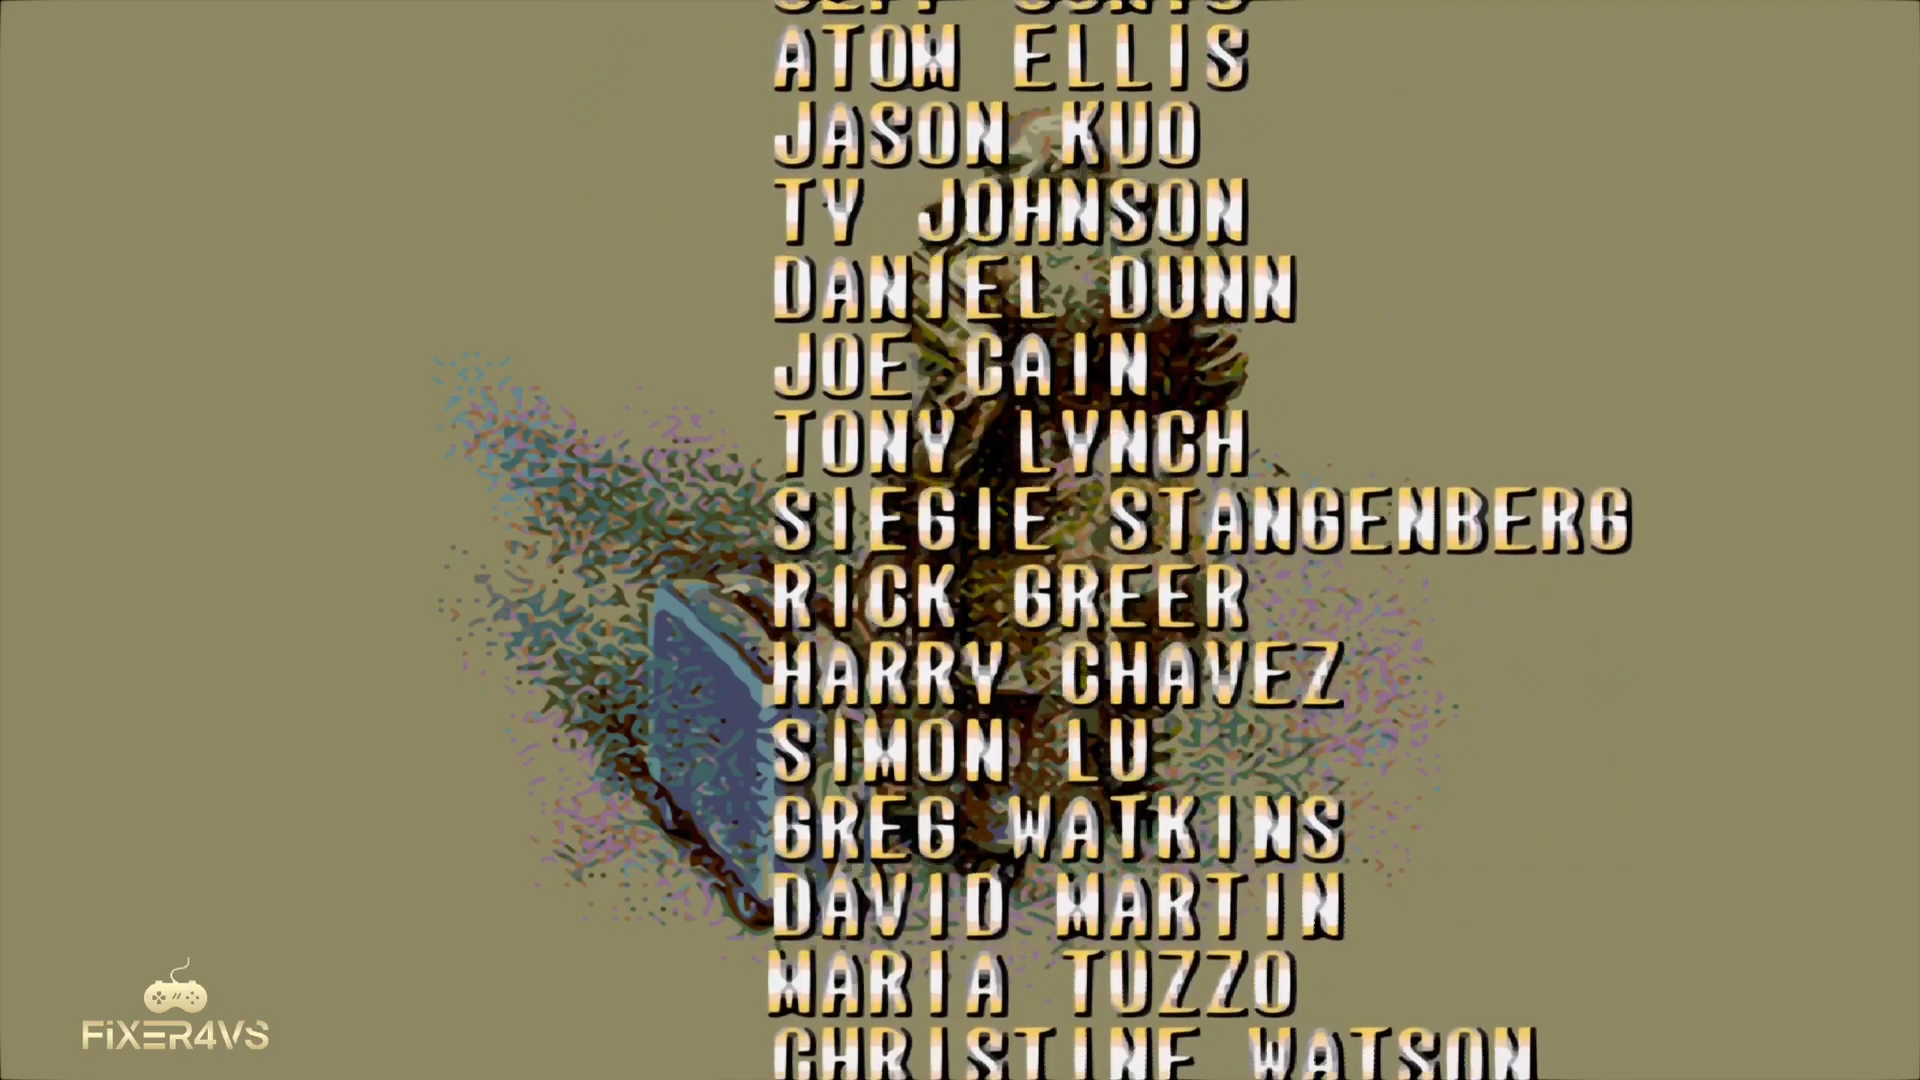 ATOM ELLIS
JASON KUO
TY JOHNSON
DANIEL DUNN
JOE CAIN
TONY LYNCH
SIEGIE STANGENBERG
RICK GREER
HARRY CHAVEZ
SIMON LU
GREG WATKINS
DAVID MARTIN
MARIA TUZZO
CHRISTINE WATSON
FiXER4VS